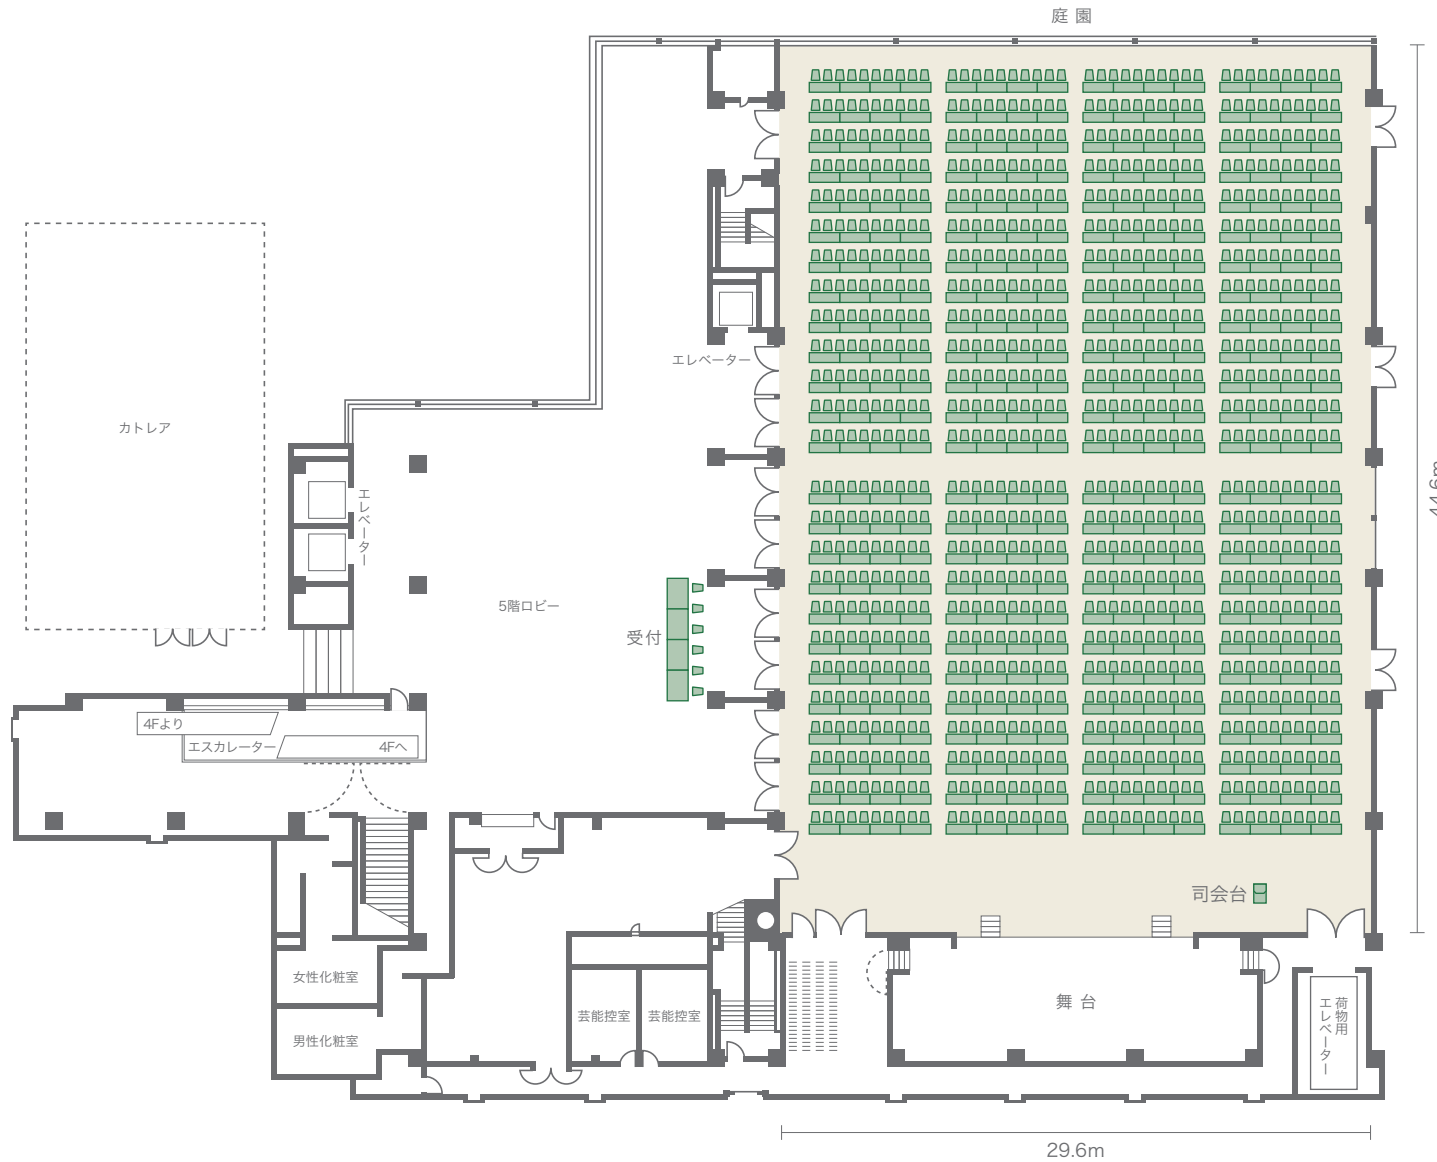 庭園
エレベーター
カトレア
エレベーター
5階ロビー
受付
4Fより
エスカレーター
4Fへ
44.6m
司会台
女性化粧室
芸能控室
芸能控室
舞台
荷物用
エレベーター
男性化粧室
29.6m